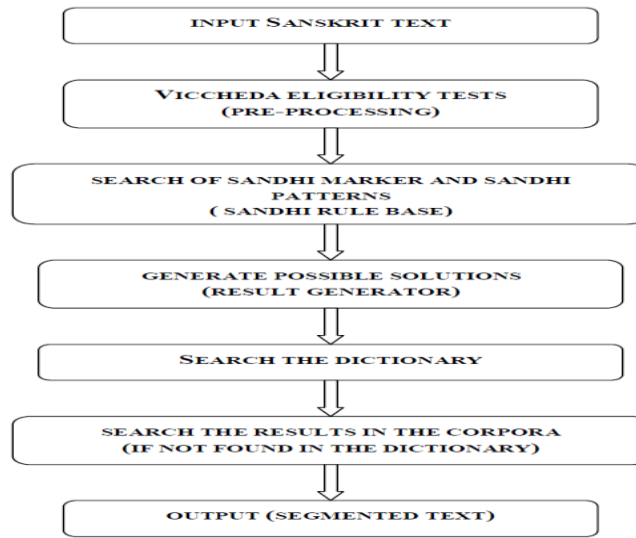 INPUT SANSKRIT TEXT
VICCHEDA ELIGIBILITY TESTS
(PRE-PROCESSING)
SEARCH OF SANDHI MARKER AND SANDHI
PATTERNS
( SANDHI RULE BASE)
GENERATE POSSIBLE SOLUTIONS
(RESULT GENERATOR)
SEARCH THE DICTIONARY
SEARCH THE RESULTS IN THE CORPORA
(IF NOT FOUND IN THE DICTIONARY)
OUTPUT (SEGMENTED TEXT)